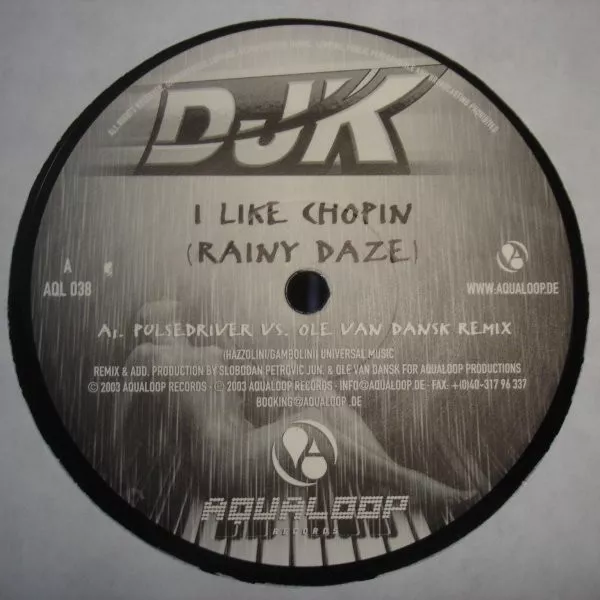 DJK
I LIKE CHOPIN
(RAINY DAZE)
A
AQL 038
WWW.AQUALOOP.DE
A1. PULSEDRIVER VS. OLE VAN DANSK REMIX
(HAZZOLINI/GAMBOLINI) UNIVERSAL MUSIC
REMIX & ADD. PRODUCTION BY SLOBODAN PETROVIC JUN. & OLE VAN DANSK FOR AQUALOOP PRODUCTIONS
© 2003 AQUALOOP RECORDS · ℗ 2003 AQUALOOP RECORDS · INFO@AQUALOOP.DE · FAX: +(0)40-317 96 337
BOOKING@AQUALOOP.DE
AQUALOOP
RECORDS